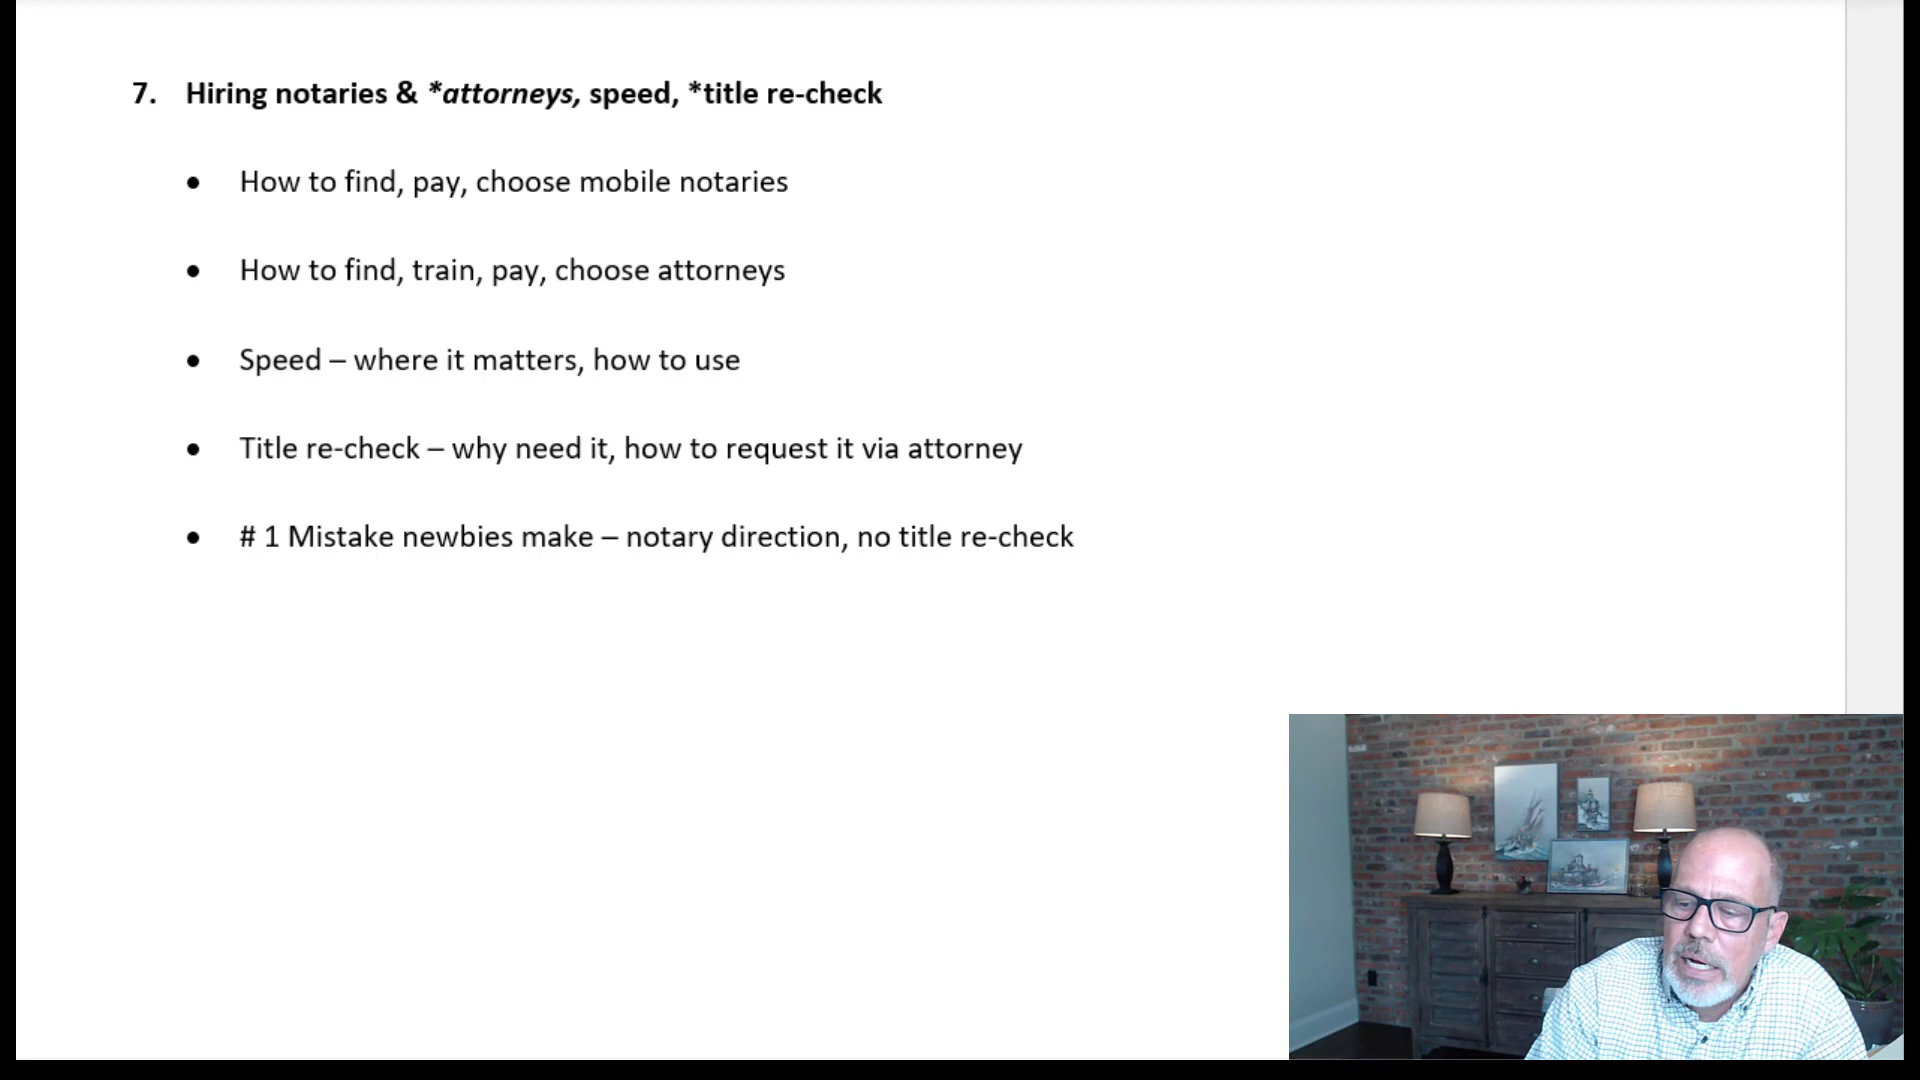 7. Hiring notaries & *attorneys, speed, *title re-check
• How to find, pay, choose mobile notaries
• How to find, train, pay, choose attorneys
• Speed – where it matters, how to use
• Title re-check – why need it, how to request it via attorney
• # 1 Mistake newbies make – notary direction, no title re-check